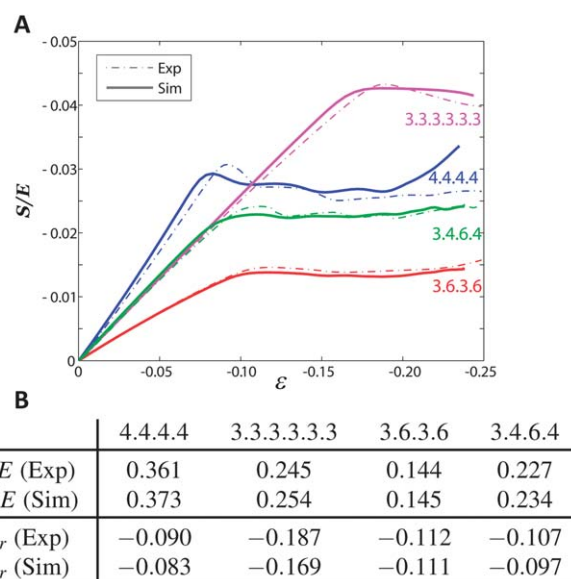 A
- 0.05
- 0.04
- 0.03
- 0.02
- 0.01
0
S/E
Exp
Sim
3.3.3.3.3.3
4.4.4.4
3.4.6.4
3.6.3.6
0 -0.05 -0.10 -0.15 -0.20 -0.25
ε
B
4.4.4.4 3.3.3.3.3.3 3.6.3.6 3.4.6.4
E (Exp) 0.361 0.245 0.144 0.227
E (Sim) 0.373 0.254 0.145 0.234
r (Exp) −0.090 −0.187 −0.112 −0.107
r (Sim) −0.083 −0.169 −0.111 −0.097